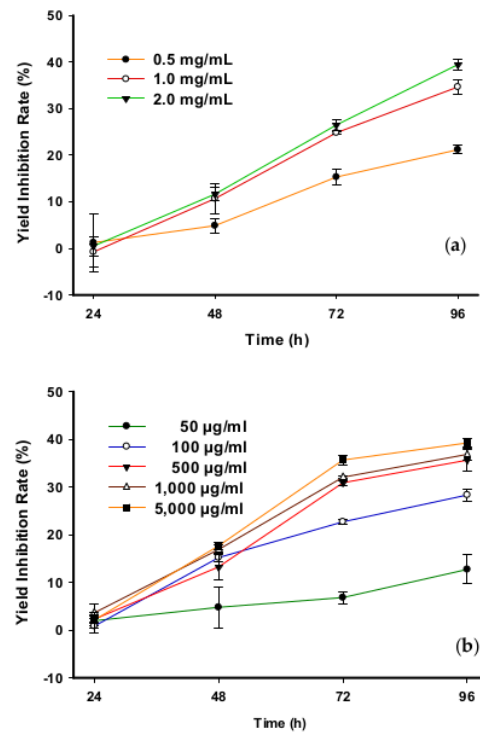 50
40
30
20
10
0
-10
Yield Inhibition Rate (%)
0.5 mg/mL
1.0 mg/mL
2.0 mg/mL
(a)
24 48 72 96
Time (h)
50
40
30
20
10
0
-10
Yield Inhibition Rate (%)
50 µg/ml
100 µg/ml
500 µg/ml
1,000 µg/ml
5,000 µg/ml
(b)
24 48 72 96
Time (h)